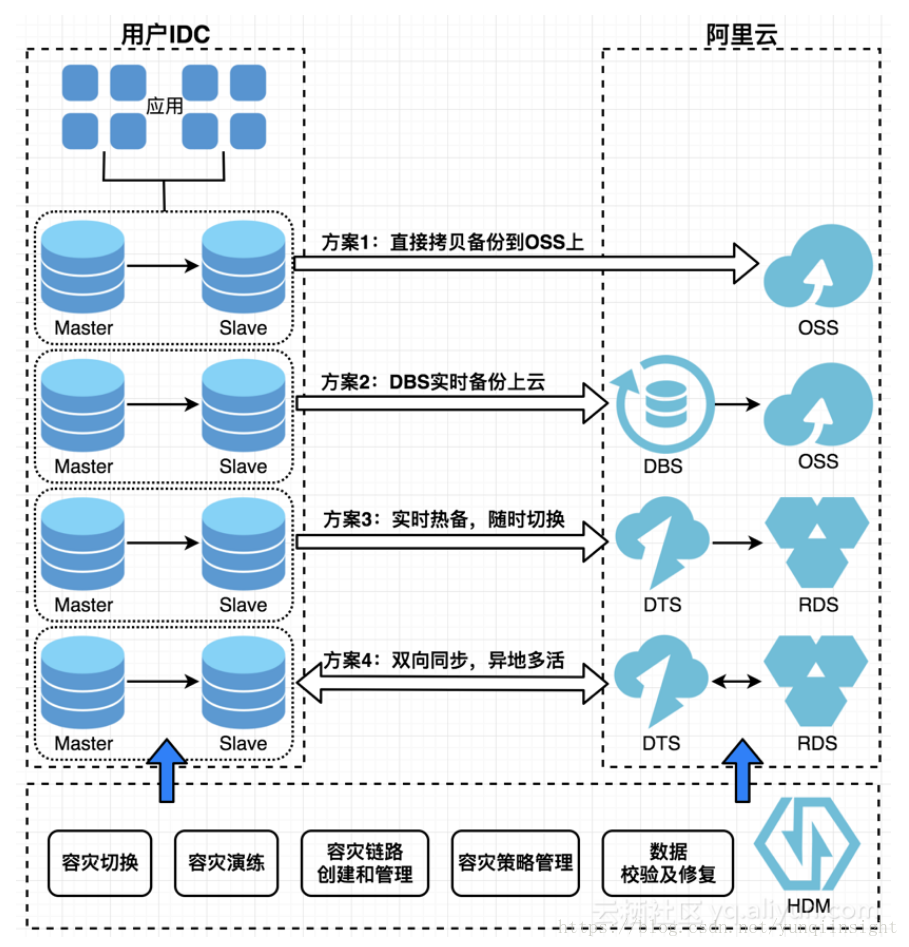 用户IDC
阿里云
应用
方案1：直接拷贝备份到OSS上
Master
Slave
OSS
方案2：DBS实时备份上云
Master
Slave
DBS
OSS
方案3：实时热备，随时切换
Master
Slave
DTS
RDS
方案4：双向同步，异地多活
Master
Slave
DTS
RDS
容灾切换
容灾演练
容灾链路
创建和管理
容灾策略管理
数据
校验及修复
HDM
云栖社区 yq.aliyun.com
https://blog.csdn.net/yunqiinsight